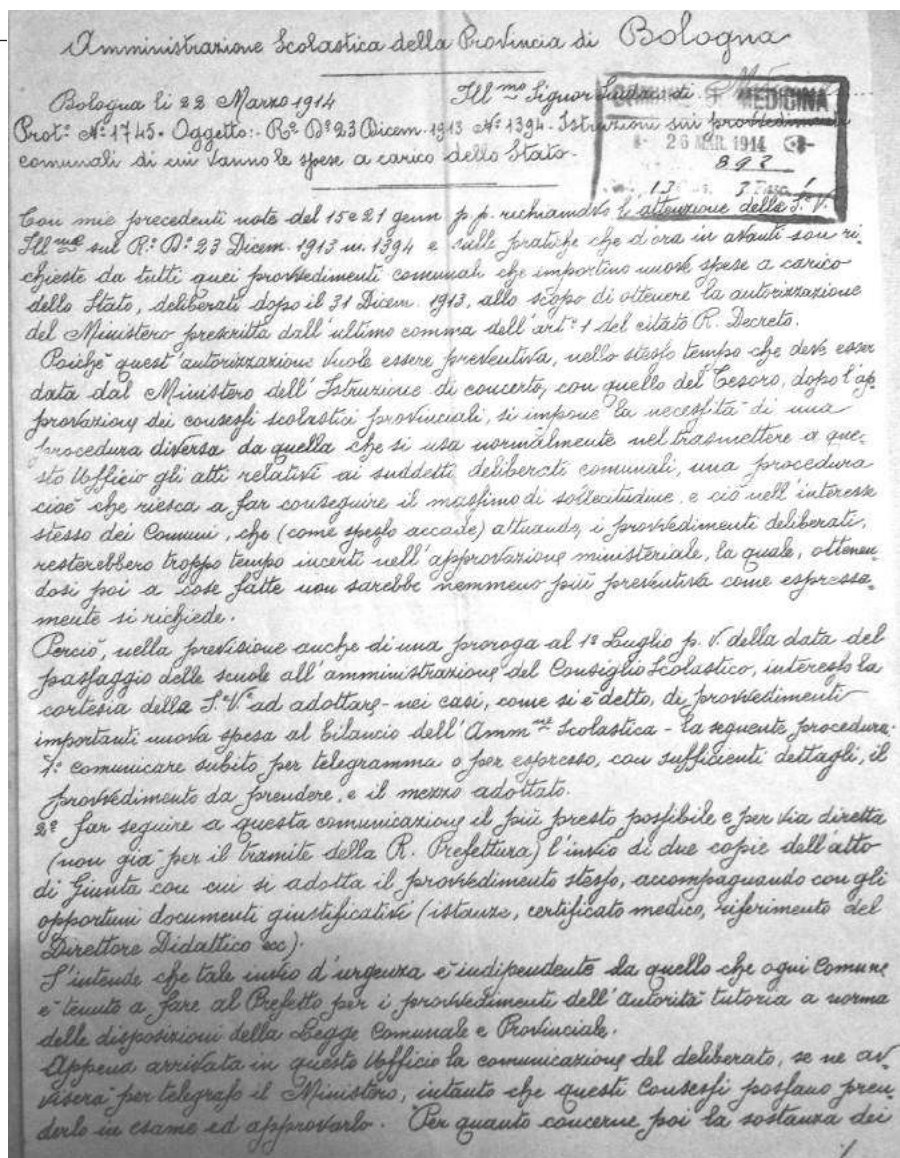 Amministrazione Scolastica della Provincia di Bologna
Bologna li 22 Marzo 1914 Ill.mo Signor Sindaco di
COMUNE DI MEDICINA
Prot: N: 1745. Oggetto:- R.o D.o 23 Dicem. 1913 N.o 1394. Istruzioni sui provvedimenti
26 MAR. 1914
comunali di cui vanno le spese a carico dello Stato.
892
Con mie precedenti note del 15 e 21 genn p. p. richiamavo l'attenzione della S. V.
Ill.ma sul R: D: 23 Dicem. 1913 n. 1394 e sulle pratiche che d'ora in avanti son ri-
chieste da tutti quei provvedimenti comunali che importino nuove spese a carico
dello Stato, deliberati dopo il 31 Dicem. 1913, allo scopo di ottenere la autorizzazione
del Ministero prescritta dall'ultimo comma dell'art: 1 del citato R. Decreto.
Poichè quest'autorizzazione vuole essere preventiva, nello stesso tempo che deve esser
data dal Ministero dell'Istruzione di concerto, con quello del Tesoro, dopo l'ap-
provazione dei consessi scolastici provinciali, si impone la necessità di una
procedura diversa da quella che si usa normalmente nel trasmettere a que-
sto Ufficio gli atti relativi ai suddetti deliberati comunali, una procedura
cioè che riesca a far conseguire il massimo di sollecitudine, e ciò nell'interesse
stesso dei Comuni, che (come spesso accade) attuando, i provvedimenti deliberati,
resterebbero troppo tempo incerti nell'approvazione ministeriale, la quale, ottenen-
dosi poi a cose fatte non sarebbe nemmeno più preventiva come espressa-
mente si richiede.
Perciò, nella previsione anche di una proroga al 1º Luglio p. v. della data del
passaggio delle scuole all'amministrazione del Consiglio Scolastico, interesso la
cortesia della S. V. ad adottare - nei casi, come si è detto, di provvedimenti
importanti nuova spesa al bilancio dell'Amm.ne Scolastica - la seguente procedura:
1: comunicare subito per telegramma o per espresso, con sufficienti dettagli, il
provvedimento da prendere, e il mezzo adottato.
2º far seguire a questa comunicazione il più presto possibile e per via diretta
(non già per il tramite della R. Prefettura) l'invio di due copie dell'atto
di Giunta con cui si adotta il provvedimento stesso, accompagnando con gli
opportuni documenti giustificativi (istanze, certificato medico, riferimento del
Direttore Didattico ecc).
S'intende che tale invio d'urgenza è indipendente da quello che ogni Comune
è tenuto a fare al Prefetto per i provvedimenti dell'autorità tutoria a norma
delle disposizioni della Legge Comunale e Provinciale.
Appena arrivata in questo Ufficio la comunicazione del deliberato, se ne av-
viserà per telegrafo il Ministero, intanto che questi Consessi possano pren-
derlo in esame ed approvarlo. Per quanto concerne poi la sostanza dei